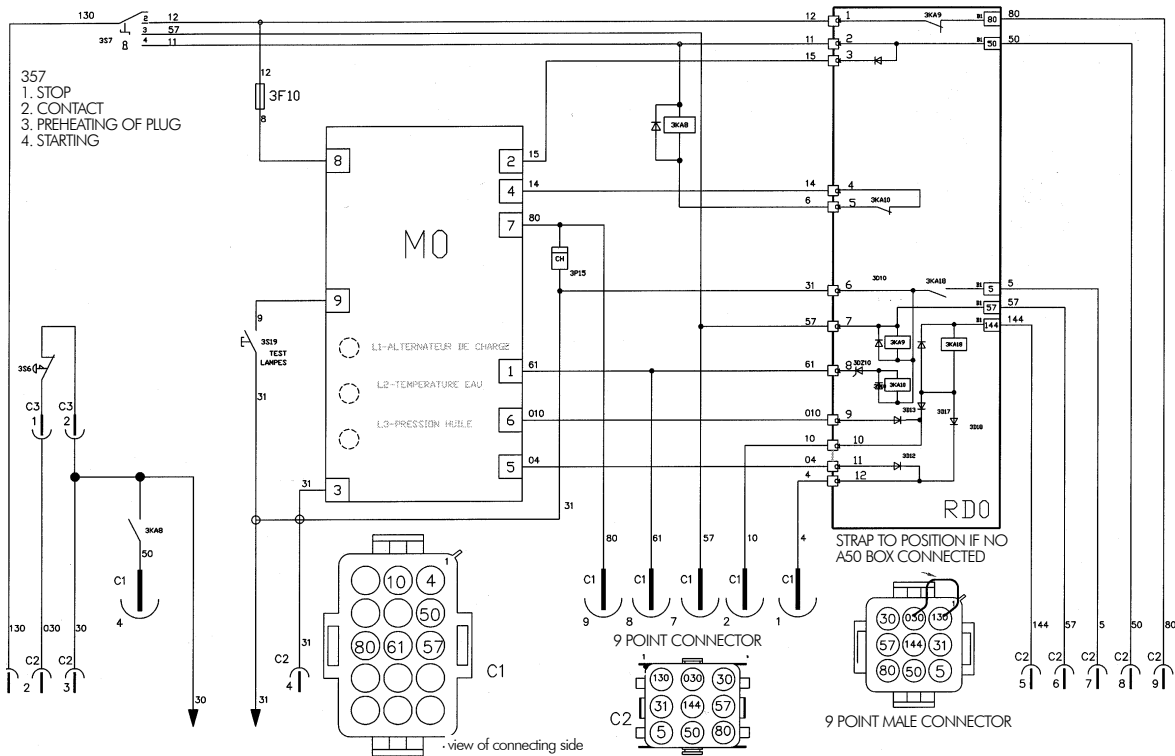 130
2 12
3 57
4 11
3S7
8
357
1. STOP
2. CONTACT
3. PREHEATING OF PLUG
4. STARTING
12
3F10
8
8
2 15
4 14
7 80
M0
9
L1-ALTERNATEUR DE CHARGE
L2-TEMPERATURE EAU
L3-PRESSION HUILE
1 61
6 010
5 04
3 31
9
3S19
TEST
LAMPES
31
CH
3P15
31
3KA8
12 1 3KA9 80 80
11 2 50 50
15 3
14 4
6 5 3KA10
31 6 3D10 3KA18 5 5
57 7 57 57
144 144
3KA9 3KA18
61 8 3DZ10
3KA10
010 9 3D13 3D17
3D18
10 10
04 11 3D12
4 12
RD0
STRAP TO POSITION IF NO
A50 BOX CONNECTED
3S6
C3 C3
1 2
3KA8
50
C1
4
130 030 30
C2 C2
2 3
30
31
31
C2
4
1
10 4
50
80 61 57
C1
view of connecting side
80 61 57 10 4
C1 C1 C1 C1 C1
9 8 7 2 1
9 POINT CONNECTOR
1
130 030 30
31 144 57
5 50 80
C2
1
30 030 130
57 144 31
80 50 5
9 POINT MALE CONNECTOR
144 57 5 50 80
C2 C2 C2 C2 C2
5 6 7 8 9